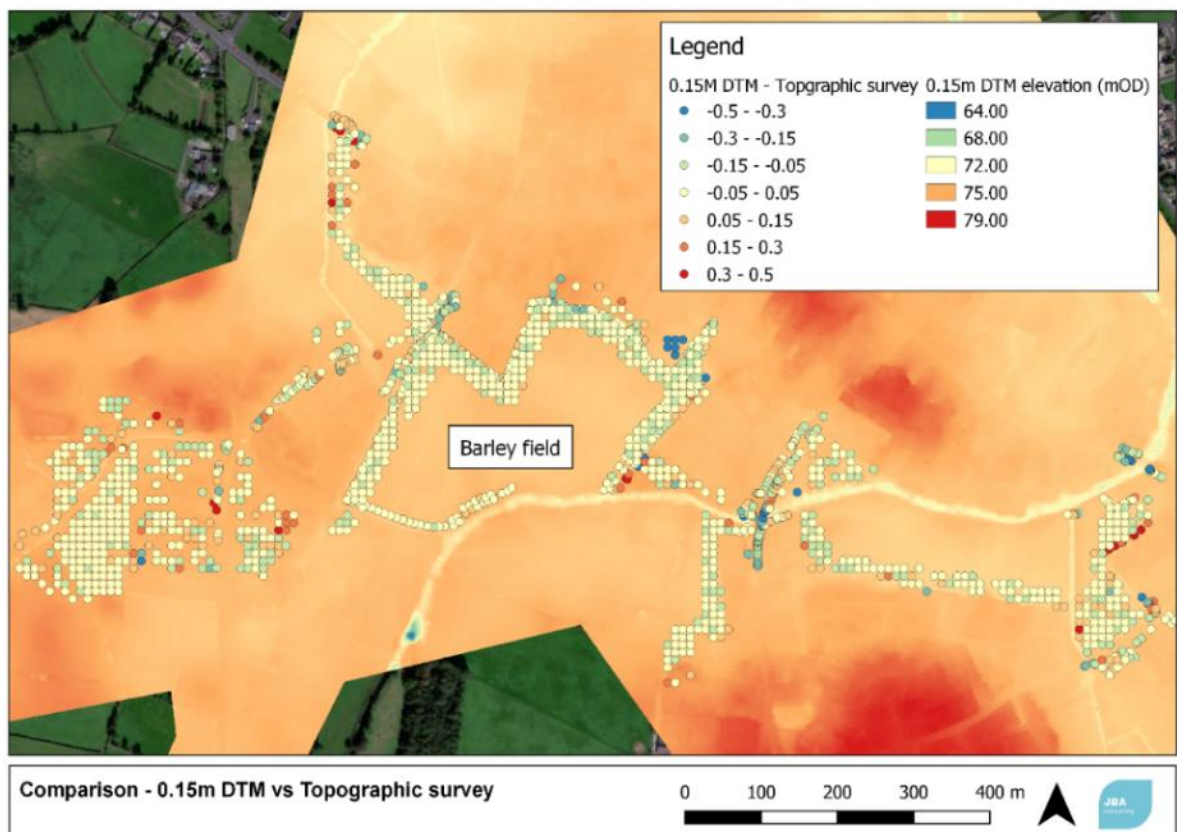 Legend
0.15M DTM - Topographic survey 0.15m DTM elevation (mOD)
-0.5 - -0.3 64.00
-0.3 - -0.15 68.00
-0.15 - -0.05 72.00
-0.05 - 0.05 75.00
0.05 - 0.15 79.00
0.15 - 0.3
0.3 - 0.5
Barley field
Comparison - 0.15m DTM vs Topographic survey
0 100 200 300 400 m
JBA
consulting